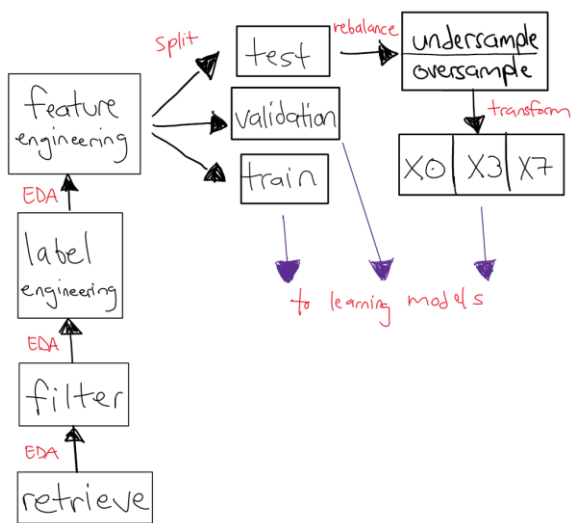 split
test
rebalance
undersample
oversample
feature
engineering
validation
transform
train
X0 X3 X7
EDA
label
engineering
to learning models
EDA
filter
EDA
retrieve